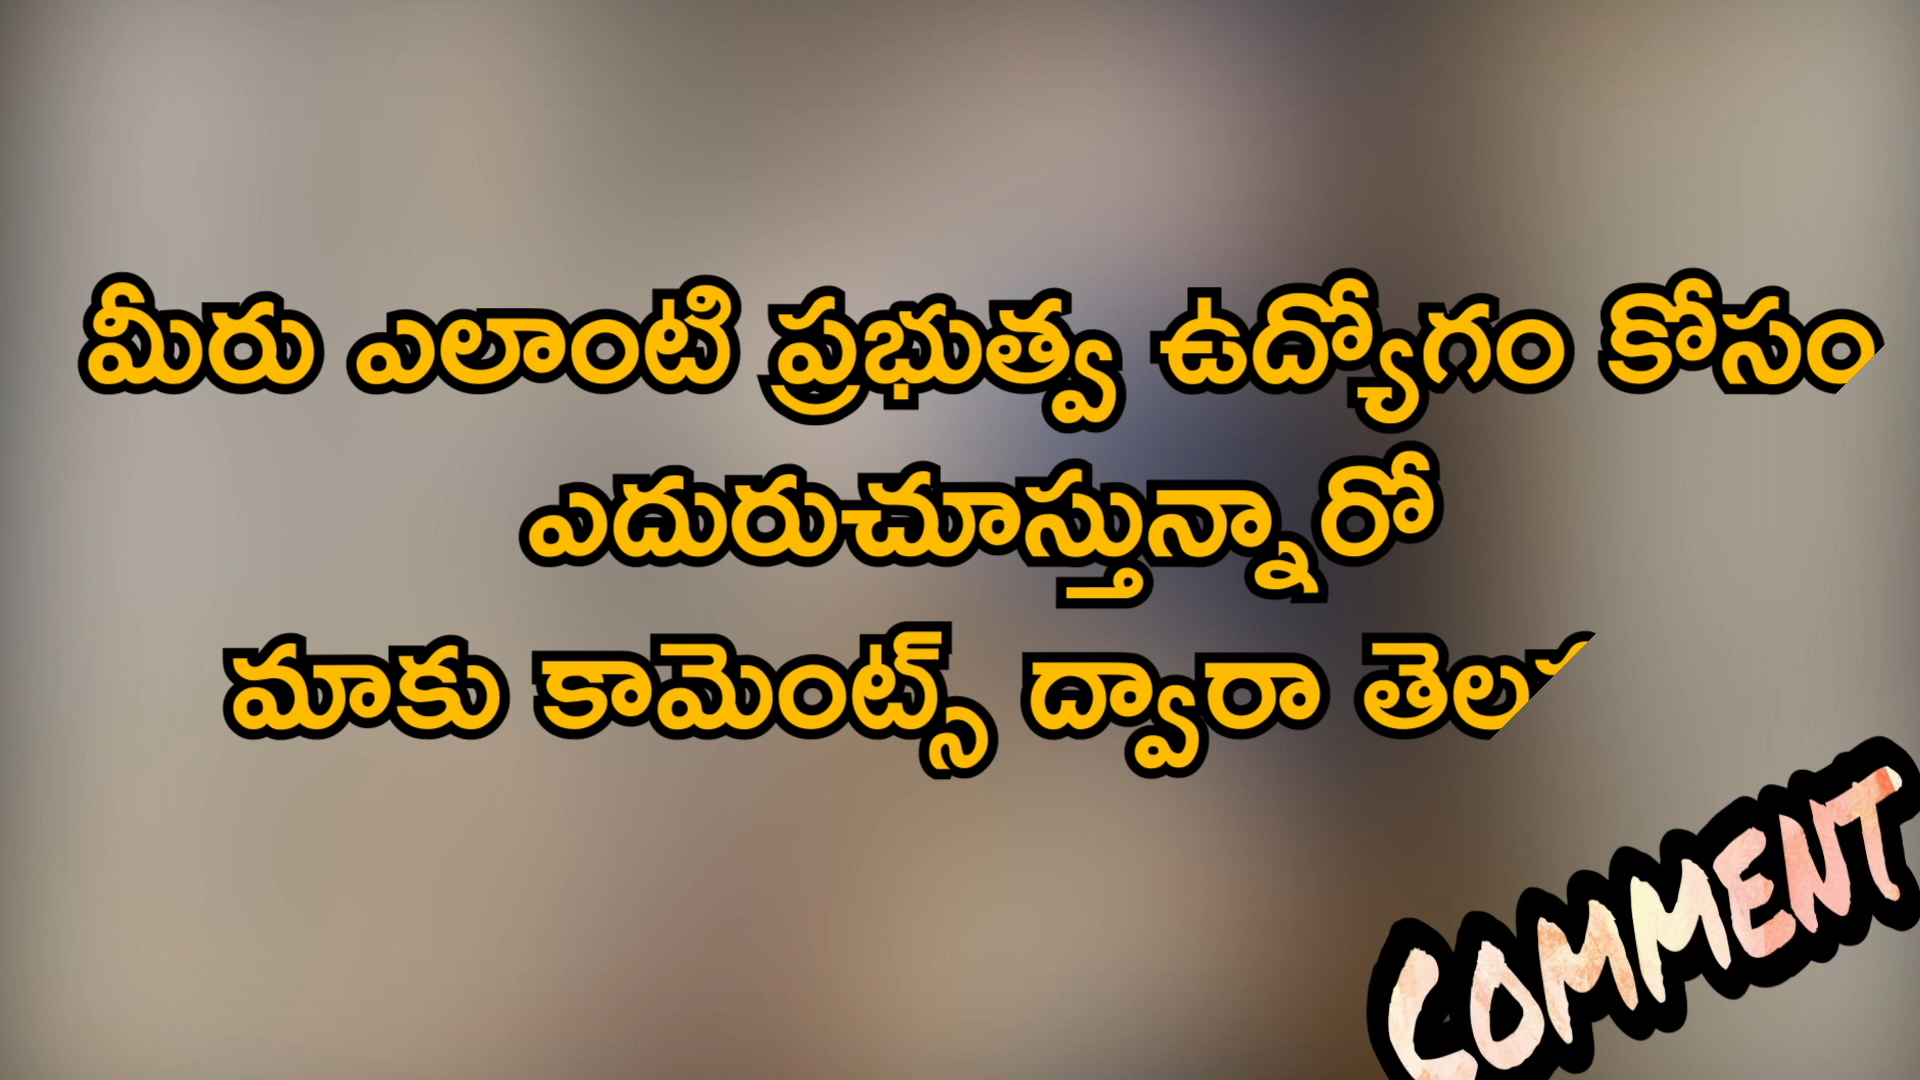 మీరు ఎలాంటి ప్రభుత్వ ఉద్యోగం కోసం
ఎదురుచూస్తున్నారో
మాకు కామెంట్స్ ద్వారా
COMMENT